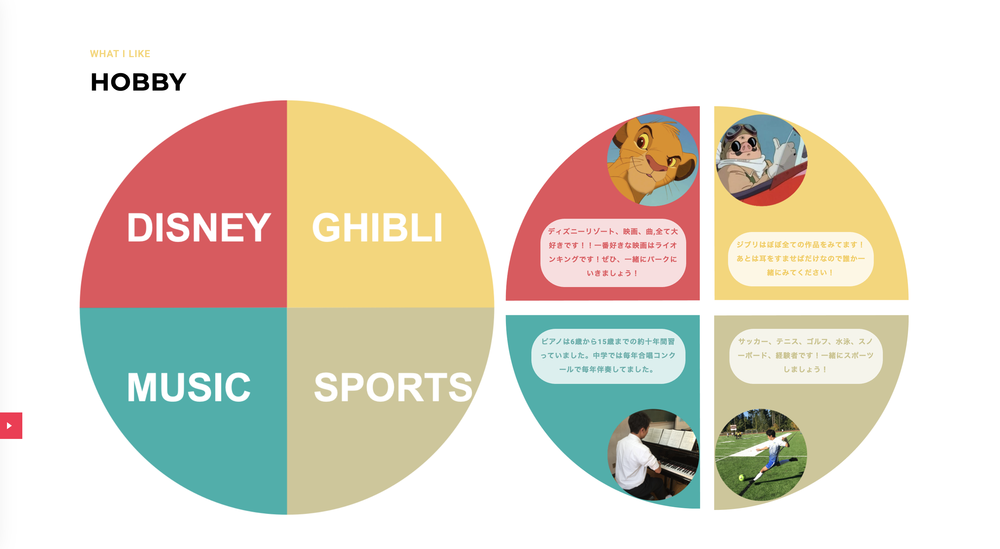 WHAT I LIKE
HOBBY
DISNEY
GHIBLI
MUSIC
SPORTS
ディズニーリゾート、映画、曲,全て大
好きです！！一番好きな映画はライオ
ンキングです！ぜひ、一緒にパークに
いきましょう！
ジブリはぼぼ全ての作品をみてます！
あとは耳をすませばだけなので誰か一
緒にみてください！
ピアノは6歳から15歳までの約十年間習
っていました。中学では毎年合唱コンク
ールで毎年伴奏してました。
サッカー、テニス、ゴルフ、水泳、スノ
ーボード、経験者です！一緒にスポーツ
しましょう！